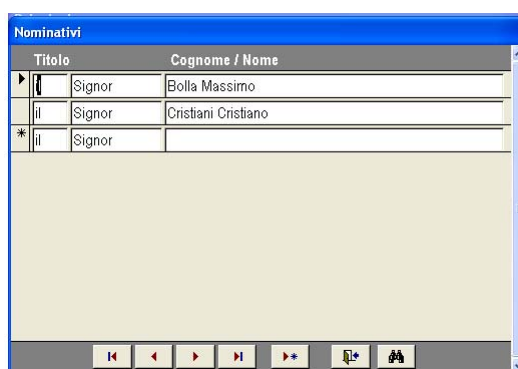 Nominativi
Titolo Cognome / Nome
Signor Bolla Massimo
il Signor Cristiani Cristiano
* il Signor